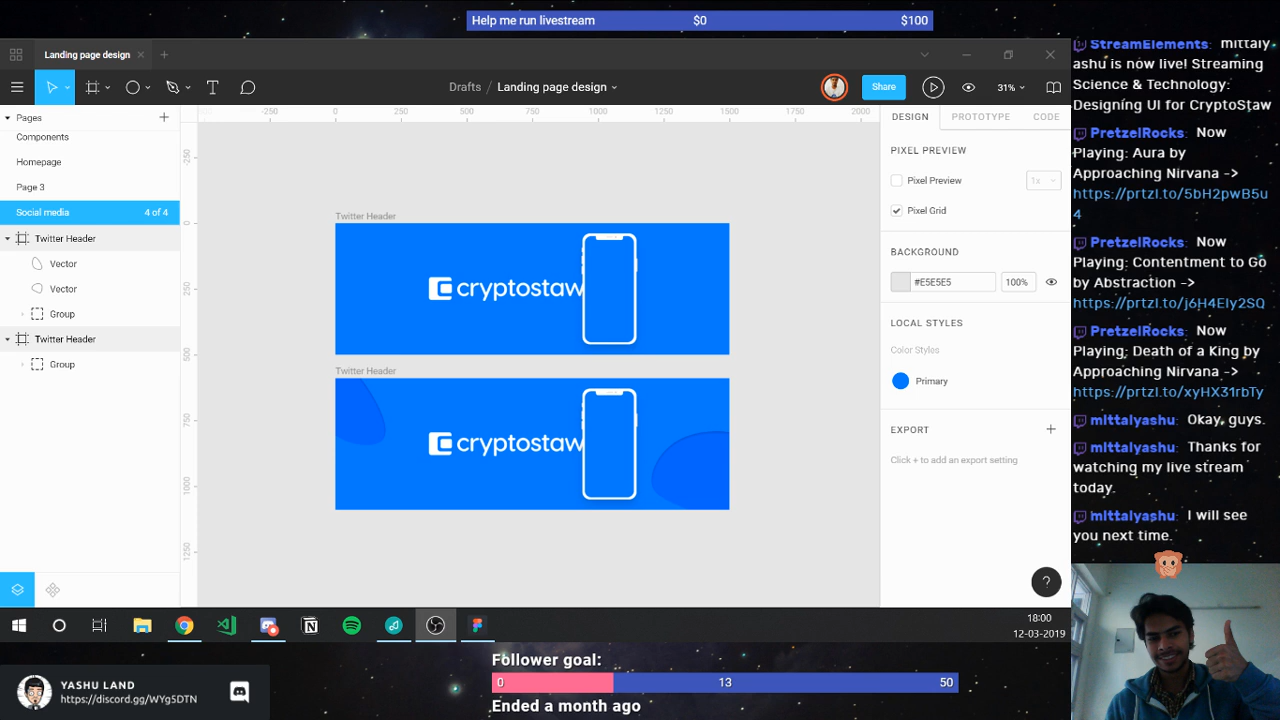 Help me run livestream $0 $100
Landing page design
Drafts / Landing page design
Share
31%
Pages
Components
Homepage
Page 3
Social media 4 of 4
Twitter Header
Vector
Vector
Group
Twitter Header
Group
-250 0 250 500 750 1000 1250 1500 1750 2000
-250
0
250
500
750
1000
1250
Twitter Header
cryptostaw
Twitter Header
cryptostaw
DESIGN PROTOTYPE CODE
PIXEL PREVIEW
Pixel Preview 1x
Pixel Grid
BACKGROUND
#E5E5E5 100%
LOCAL STYLES
Color Styles
Primary
EXPORT
Click + to add an export setting
?
StreamElements: mittaly
ashu is now live! Streaming
Science & Technology:
Designing UI for CryptoStaw
PretzelRocks: Now
Playing: Aura by
Approaching Nirvana ->
https://prtzl.to/5bH2pwB5u
4
PretzelRocks: Now
Playing: Contentment to Go
by Abstraction ->
https://prtzl.to/j6H4Ely2SQ
PretzelRocks: Now
Playing: Death of a King by
Approaching Nirvana ->
https://prtzl.to/xyHX31rbTy
mittalyashu: Okay, guys.
mittalyashu: Thanks for
watching my live stream
today.
mittalyashu: I will see
you next time.
18:00
12-03-2019
YASHU LAND
https://discord.gg/WYg5DTN
Follower goal:
0 13 50
Ended a month ago